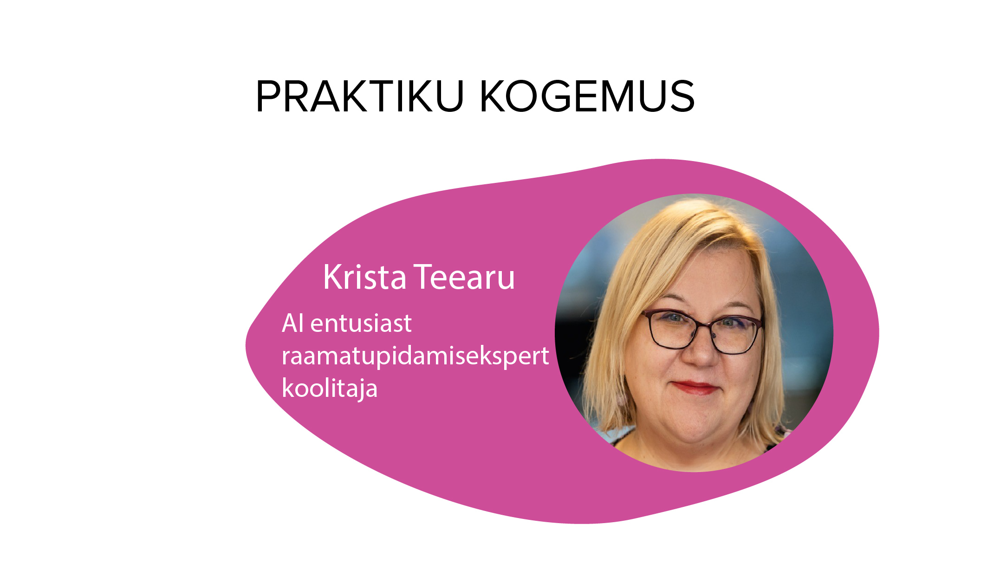 PRAKTIKU KOGEMUS
Krista Teearu
AI entusiast
raamatupidamisekspert
koolitaja